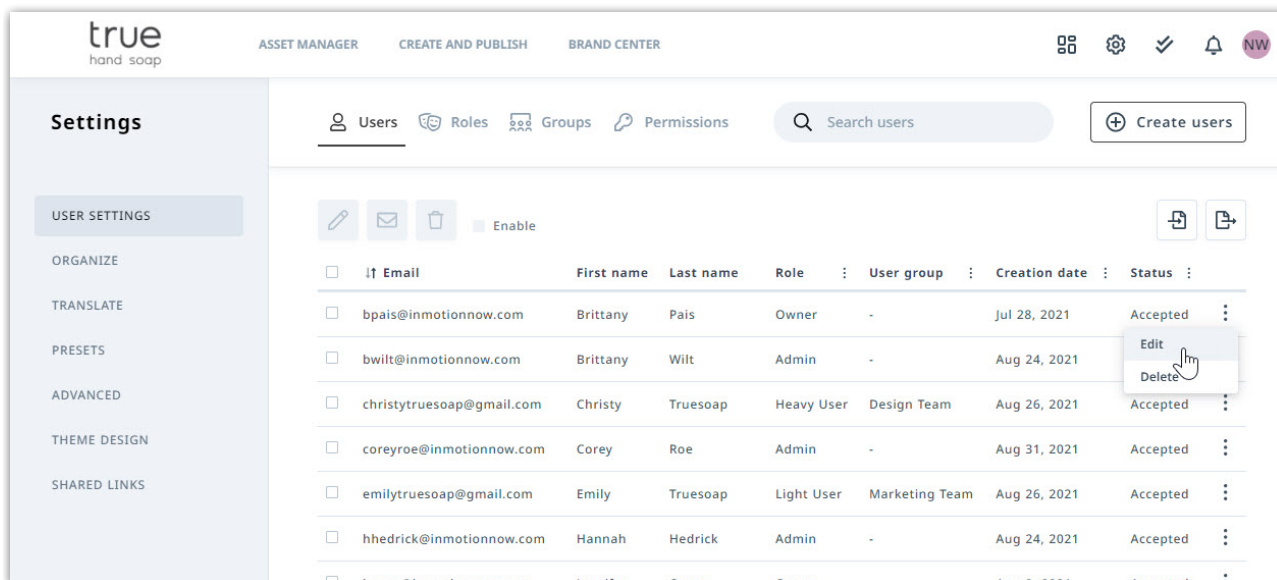 true
hand soap
ASSET MANAGER CREATE AND PUBLISH BRAND CENTER NW
Settings
Users Roles Groups Permissions Search users Create users
USER SETTINGS
ORGANIZE
TRANSLATE
PRESETS
ADVANCED
THEME DESIGN
SHARED LINKS
Enable
Email First name Last name Role User group Creation date Status
bpais@inmotionnow.com Brittany Pais Owner - Jul 28, 2021 Accepted
Edit
Delete
bwilt@inmotionnow.com Brittany Wilt Admin - Aug 24, 2021
christytruesoap@gmail.com Christy Truesoap Heavy User Design Team Aug 26, 2021 Accepted
coreyroe@inmotionnow.com Corey Roe Admin - Aug 31, 2021 Accepted
emilytruesoap@gmail.com Emily Truesoap Light User Marketing Team Aug 26, 2021 Accepted
hhedrick@inmotionnow.com Hannah Hedrick Admin - Aug 24, 2021 Accepted